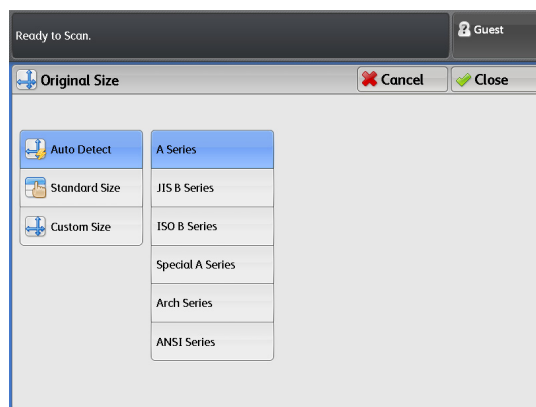 Ready to Scan.
Guest
Original Size
Cancel
Close
Auto Detect
Standard Size
Custom Size
A Series
JIS B Series
ISO B Series
Special A Series
Arch Series
ANSI Series